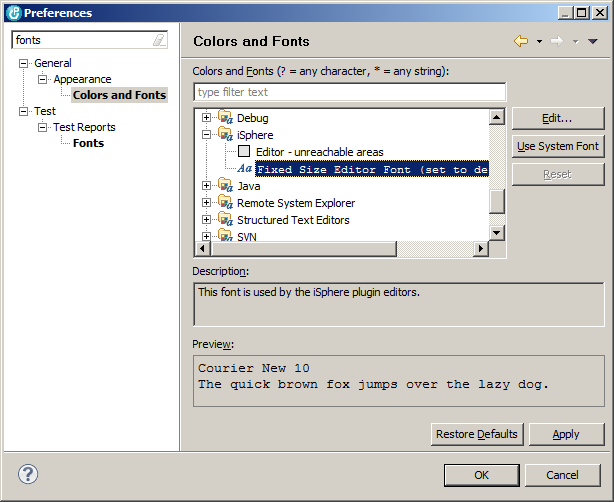 Preferences
fonts
General
Appearance
Colors and Fonts
Test
Test Reports
Fonts
Colors and Fonts
Colors and Fonts (? = any character, * = any string):
type filter text
Debug
iSphere
Editor - unreachable areas
Aa Fixed Size Editor Font (set to de
Java
Remote System Explorer
Structured Text Editors
SVN
Edit...
Use System Font
Reset
Description:
This font is used by the iSphere plugin editors.
Preview:
Courier New 10
The quick brown fox jumps over the lazy dog.
Restore Defaults
Apply
?
OK
Cancel